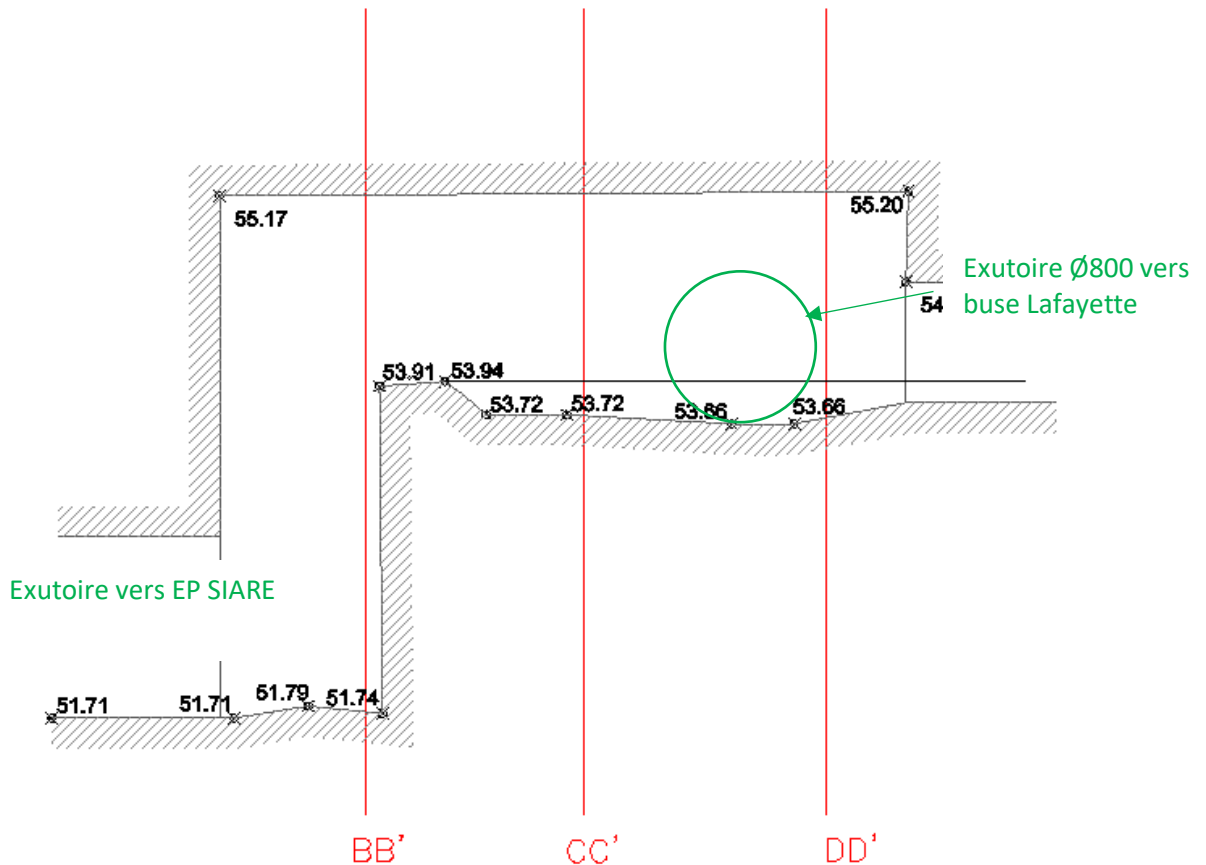 55.17
55.20
Exutoire Ø800 vers
buse Lafayette
54
53.91
53.94
53.72
53.72
53.66
53.66
Exutoire vers EP SIARE
51.71
51.71
51.79
51.74
BB'
CC'
DD'